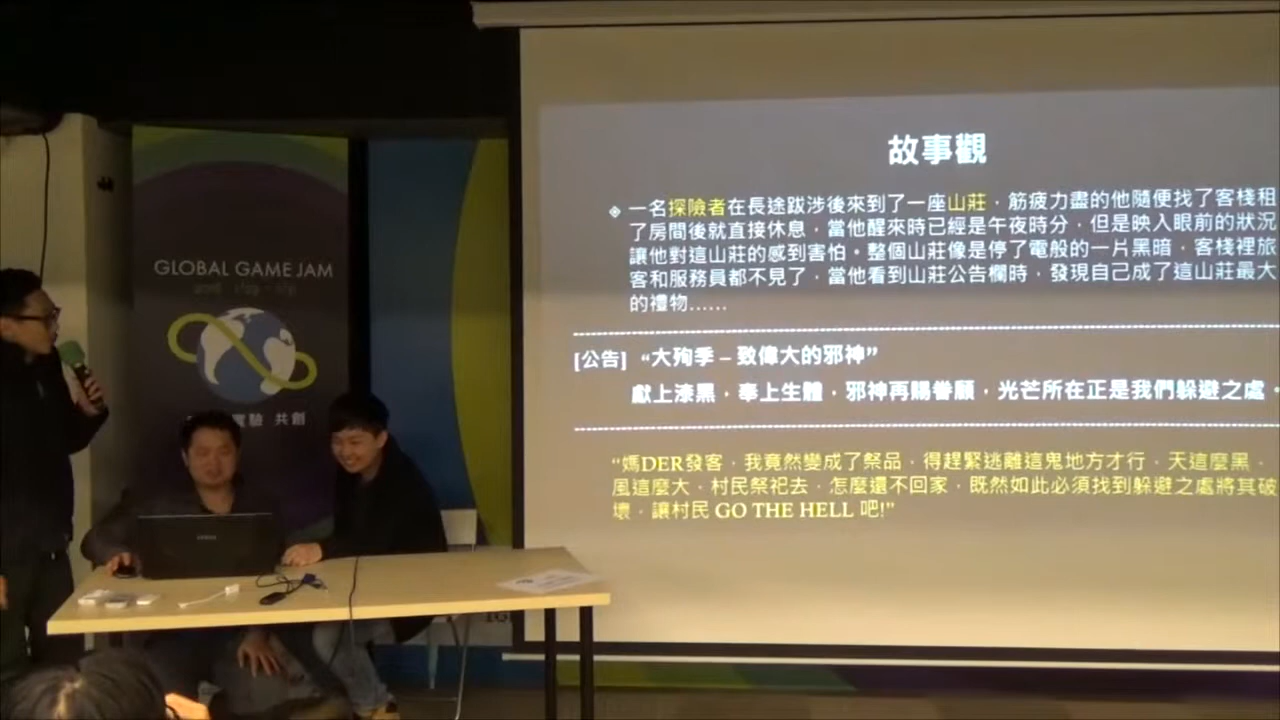 故事觀
一名探險者在長途跋涉後來到了一座山莊，筋疲力盡的他隨便找了客棧租
了房間後就直接休息，當他醒來時已經是午夜時分，但是映入眼前的狀況
讓他對這山莊的感到害怕。整個山莊像是停了電般的一片黑暗，客棧裡旅
客和服務員都不見了，當他看到山莊公告欄時，發現自己成了這山莊最大
的禮物……
[公告] “大殉季 – 致偉大的邪神”
獻上漆黑，奉上生體，邪神再賜眷願，光芒所在正是我們躲避之處。
“媽DER發客，我竟然變成了祭品，得趕緊逃離這鬼地方才行，天這麼黑，
風這麼大，村民祭祀去，怎麼還不回家，既然如此必須找到躲避之處將其破
壞，讓村民 GO THE HELL 吧!”
GLOBAL GAME JAM
實驗 共創